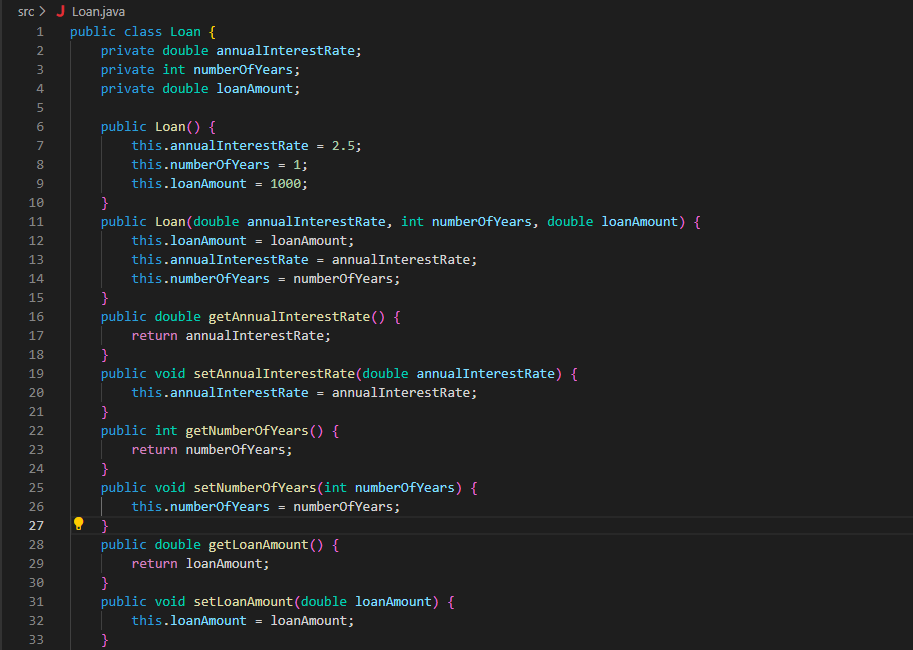 src > J Loan.java
1 public class Loan {
2     private double annualInterestRate;
3     private int numberOfYears;
4     private double loanAmount;
5
6     public Loan() {
7         this.annualInterestRate = 2.5;
8         this.numberOfYears = 1;
9         this.loanAmount = 1000;
10     }
11     public Loan(double annualInterestRate, int numberOfYears, double loanAmount) {
12         this.loanAmount = loanAmount;
13         this.annualInterestRate = annualInterestRate;
14         this.numberOfYears = numberOfYears;
15     }
16     public double getAnnualInterestRate() {
17         return annualInterestRate;
18     }
19     public void setAnnualInterestRate(double annualInterestRate) {
20         this.annualInterestRate = annualInterestRate;
21     }
22     public int getNumberOfYears() {
23         return numberOfYears;
24     }
25     public void setNumberOfYears(int numberOfYears) {
26         this.numberOfYears = numberOfYears;
27     }
28     public double getLoanAmount() {
29         return loanAmount;
30     }
31     public void setLoanAmount(double loanAmount) {
32         this.loanAmount = loanAmount;
33     }